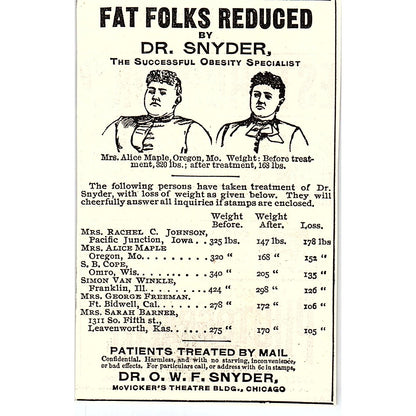 FAT FOLKS REDUCED
BY
DR. SNYDER,
THE SUCCESSFUL OBESITY SPECIALIST
Mrs. Alice Maple, Oregon, Mo. Weight: Before treat-
ment, 320 lbs.; after treatment, 168 lbs.
The following persons have taken treatment of Dr.
Snyder, with loss of weight as given below. They will
cheerfully answer all inquiries if stamps are enclosed.
Weight Weight
Before. After. Loss.
MRS. RACHEL C. JOHNSON,
Pacific Junction, Iowa . . 325 lbs. 147 lbs. 178 lbs
MRS. ALICE MAPLE
Oregon, Mo. . . . . . . . . 320 " 168 " 152 "
S. B. COPE,
Omro, Wis. . . . . . . . . 340 " 205 " 135 "
SIMON VAN WINKLE,
Franklin, Ill. . . . . . . . 424 " 298 " 126 "
MRS. GEORGE FREEMAN.
Ft. Bidwell, Cal. . . . . . 278 " 172 " 106 "
MRS. SARAH BARNER,
1311 So. Fifth st.,
Leavenworth, Kas. . . . . 275 " 170 " 105 "
PATIENTS TREATED BY MAIL
Confidential. Harmless, and with no starving, inconvenience,
or bad effects. For particulars call, or address with 6c in stamps,
DR. O. W. F. SNYDER,
MCVICKER'S THEATRE BLDG., CHICAGO